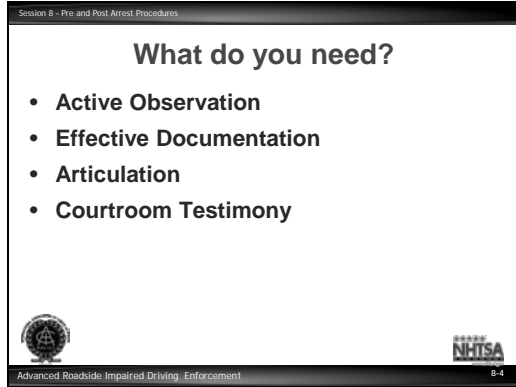 Session 8 - Pre and Post Arrest Procedures
What do you need?
• Active Observation
• Effective Documentation
• Articulation
• Courtroom Testimony
NHTSA
Advanced Roadside Impaired Driving Enforcement
8-4